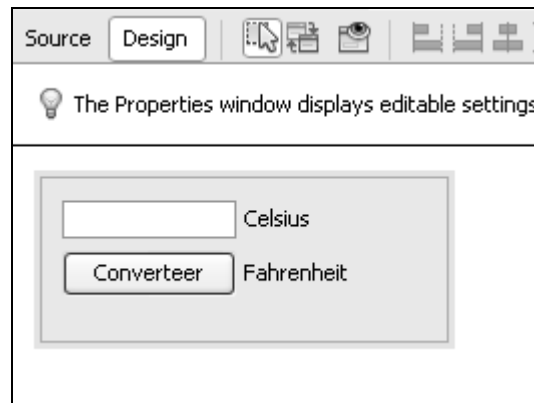 Source Design
The Properties window displays editable settings
Celsius
Converteer Fahrenheit